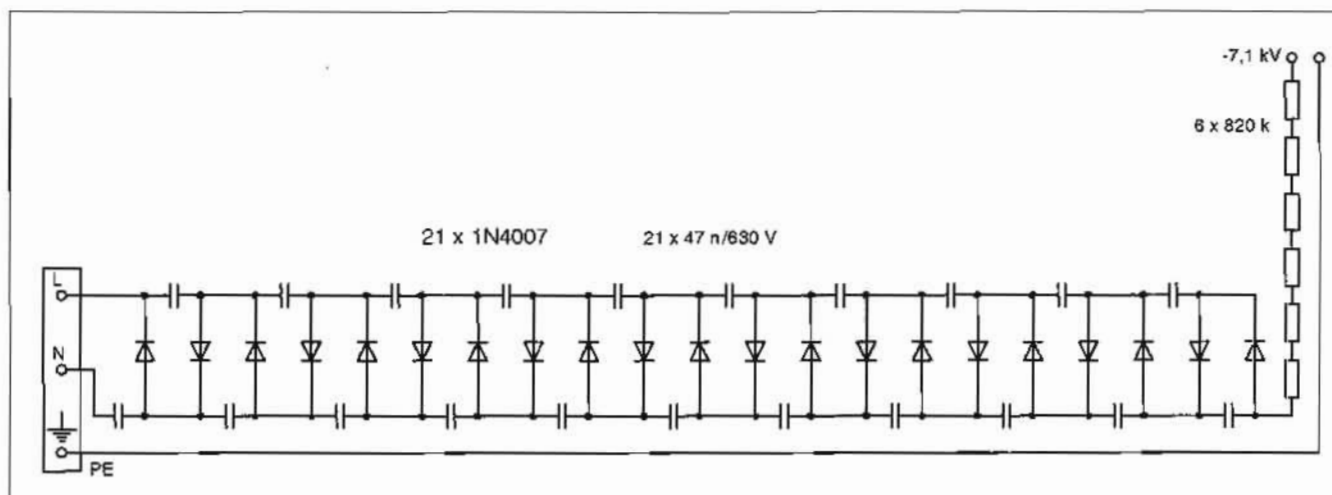 -7,1 kV
6 x 820 k
21 x 1N4007
21 x 47 n/630 V
L
N
PE